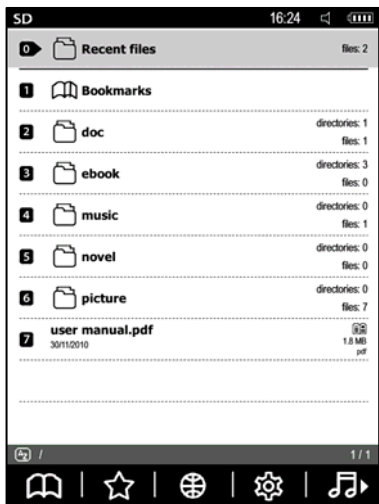 SD 16:24
0 Recent files files: 2
1 Bookmarks
2 doc directories: 1
files: 1
3 ebook directories: 3
files: 0
4 music directories: 0
files: 1
5 novel directories: 0
files: 0
6 picture directories: 0
files: 7
7 user manual.pdf
30/11/2010 1.8 MB
pdf
AZ / 1/1